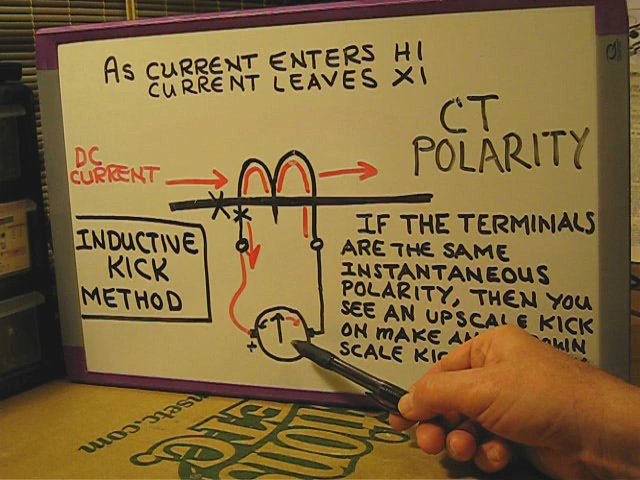 AS CURRENT ENTERS H1
CURRENT LEAVES X1
CT
POLARITY
DC
CURRENT
INDUCTIVE
KICK
METHOD
IF THE TERMINALS
ARE THE SAME
INSTANTANEOUS
POLARITY, THEN YOU
SEE AN UPSCALE KICK
ON MAKE AN
SCALE
+